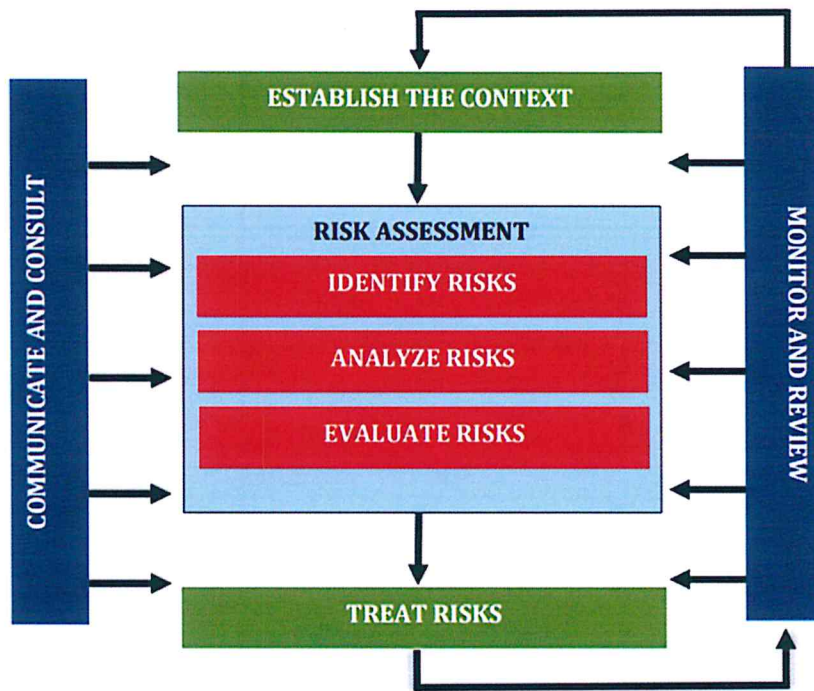 ESTABLISH THE CONTEXT
COMMUNICATE AND CONSULT
RISK ASSESSMENT
IDENTIFY RISKS
ANALYZE RISKS
EVALUATE RISKS
MONITOR AND REVIEW
TREAT RISKS